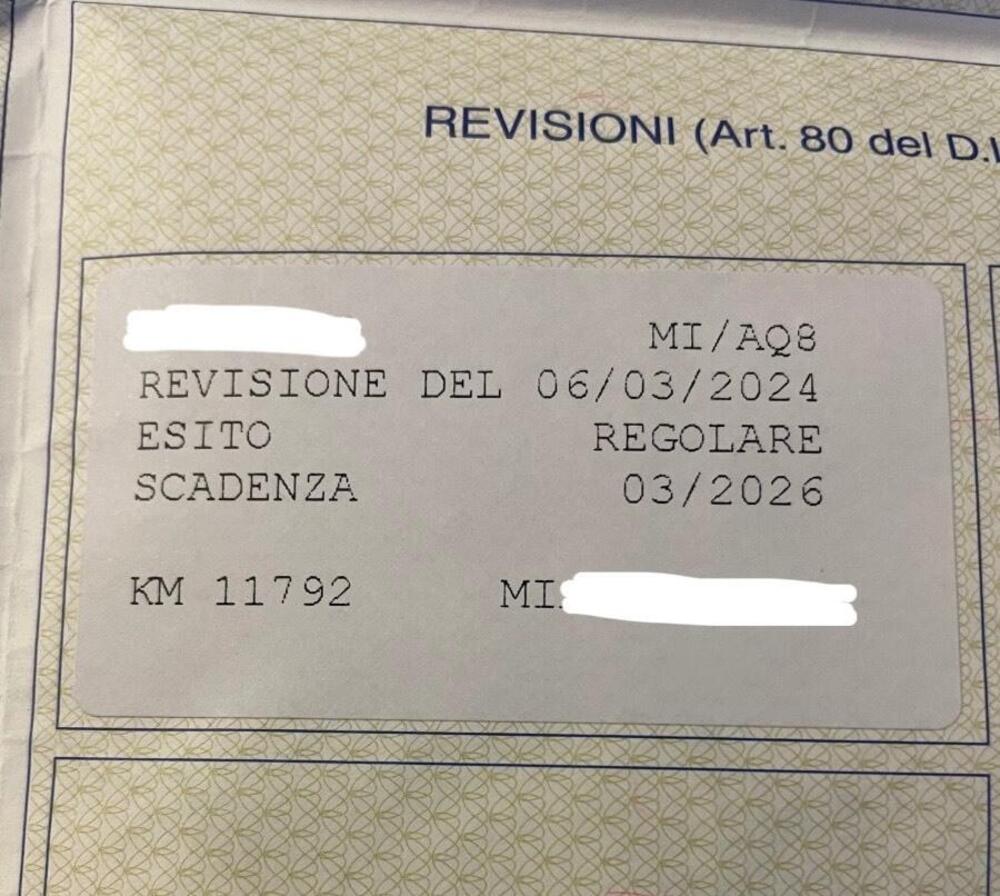 REVISIONI (Art. 80 del D.
MI/AQ8
REVISIONE DEL 06/03/2024
ESITO REGOLARE
SCADENZA 03/2026
KM 11792 MI